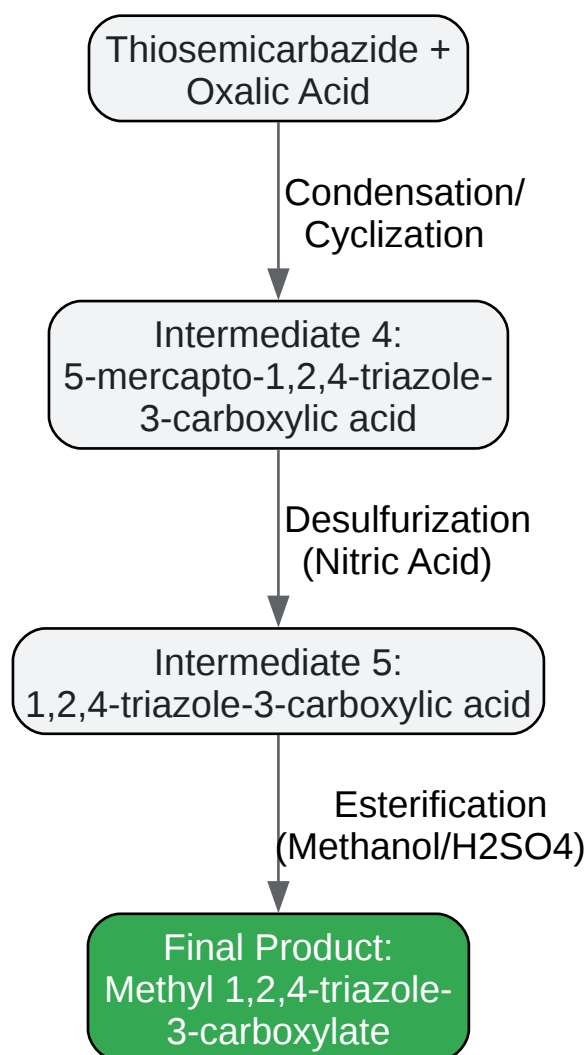 Thiosemicarbazide +
Oxalic Acid
Condensation/
Cyclization
Intermediate 4:
5-mercapto-1,2,4-triazole-
3-carboxylic acid
Desulfurization
(Nitric Acid)
Intermediate 5:
1,2,4-triazole-3-carboxylic acid
Esterification
(Methanol/H2SO4)
Final Product:
Methyl 1,2,4-triazole-
3-carboxylate